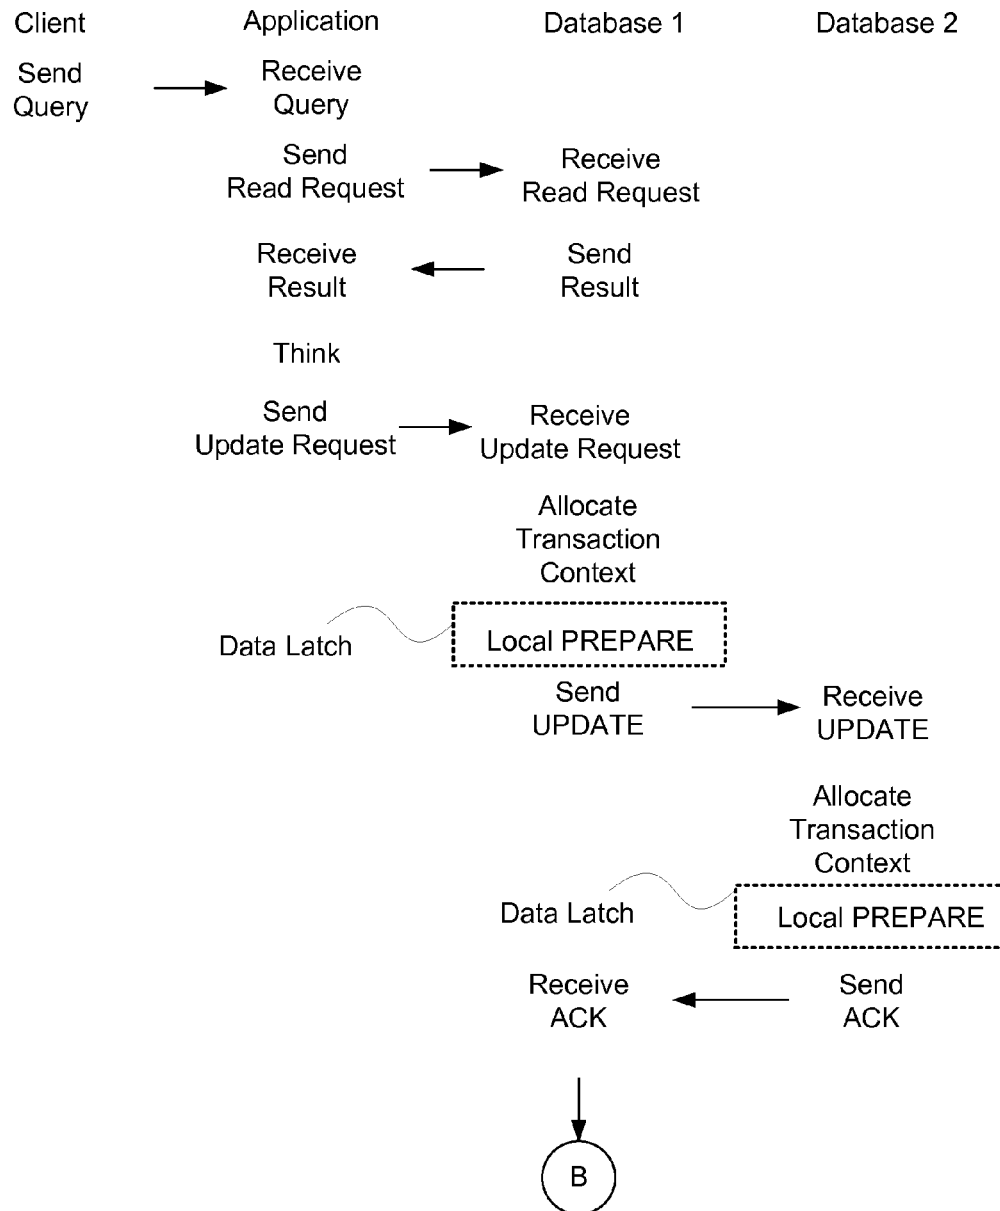 Client
Application
Database 1
Database 2
Send
Query
Receive
Query
Send
Read Request
Receive
Read Request
Receive
Result
Send
Result
Think
Send
Update Request
Receive
Update Request
Allocate
Transaction
Context
Data Latch
Local PREPARE
Send
UPDATE
Receive
UPDATE
Allocate
Transaction
Context
Data Latch
Local PREPARE
Receive
ACK
Send
ACK
B